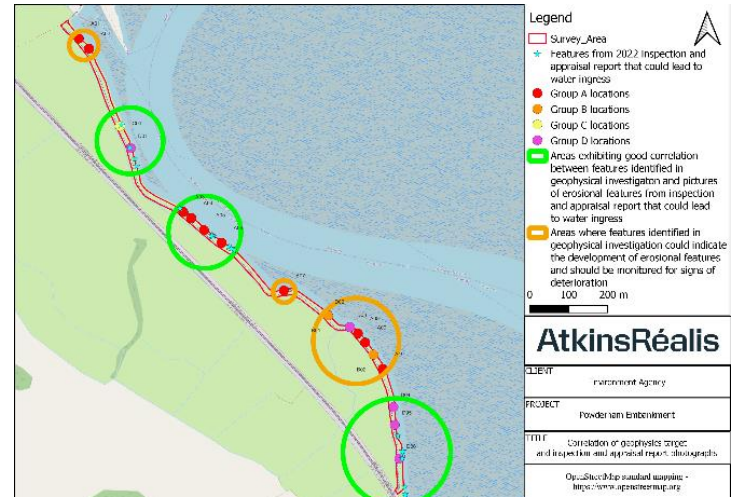 Legend
Survey_Area
Features from 2022 inspection and
appraisal report that could lead to
water ingress
Group A locations
Group B locations
Group C locations
Group D locations
Areas exhibiting good correlation
between features identified in
geophysical investigation and pictures
of erosional features from inspection
and appraisal report that could lead
to water ingress
Areas where features identified in
geophysical investigation could indicate
the development of erosional features
and should be monitored for signs of
deterioration
0 100 200 m
AtkinsRéalis
CLIENT
Agency
PROJECT
Powderham Embankment
TITLE
Correlation of geophysics target
and inspection and appraisal report photographs
OpenStreetMap standard mapping -
https://www.openstreetmap.org